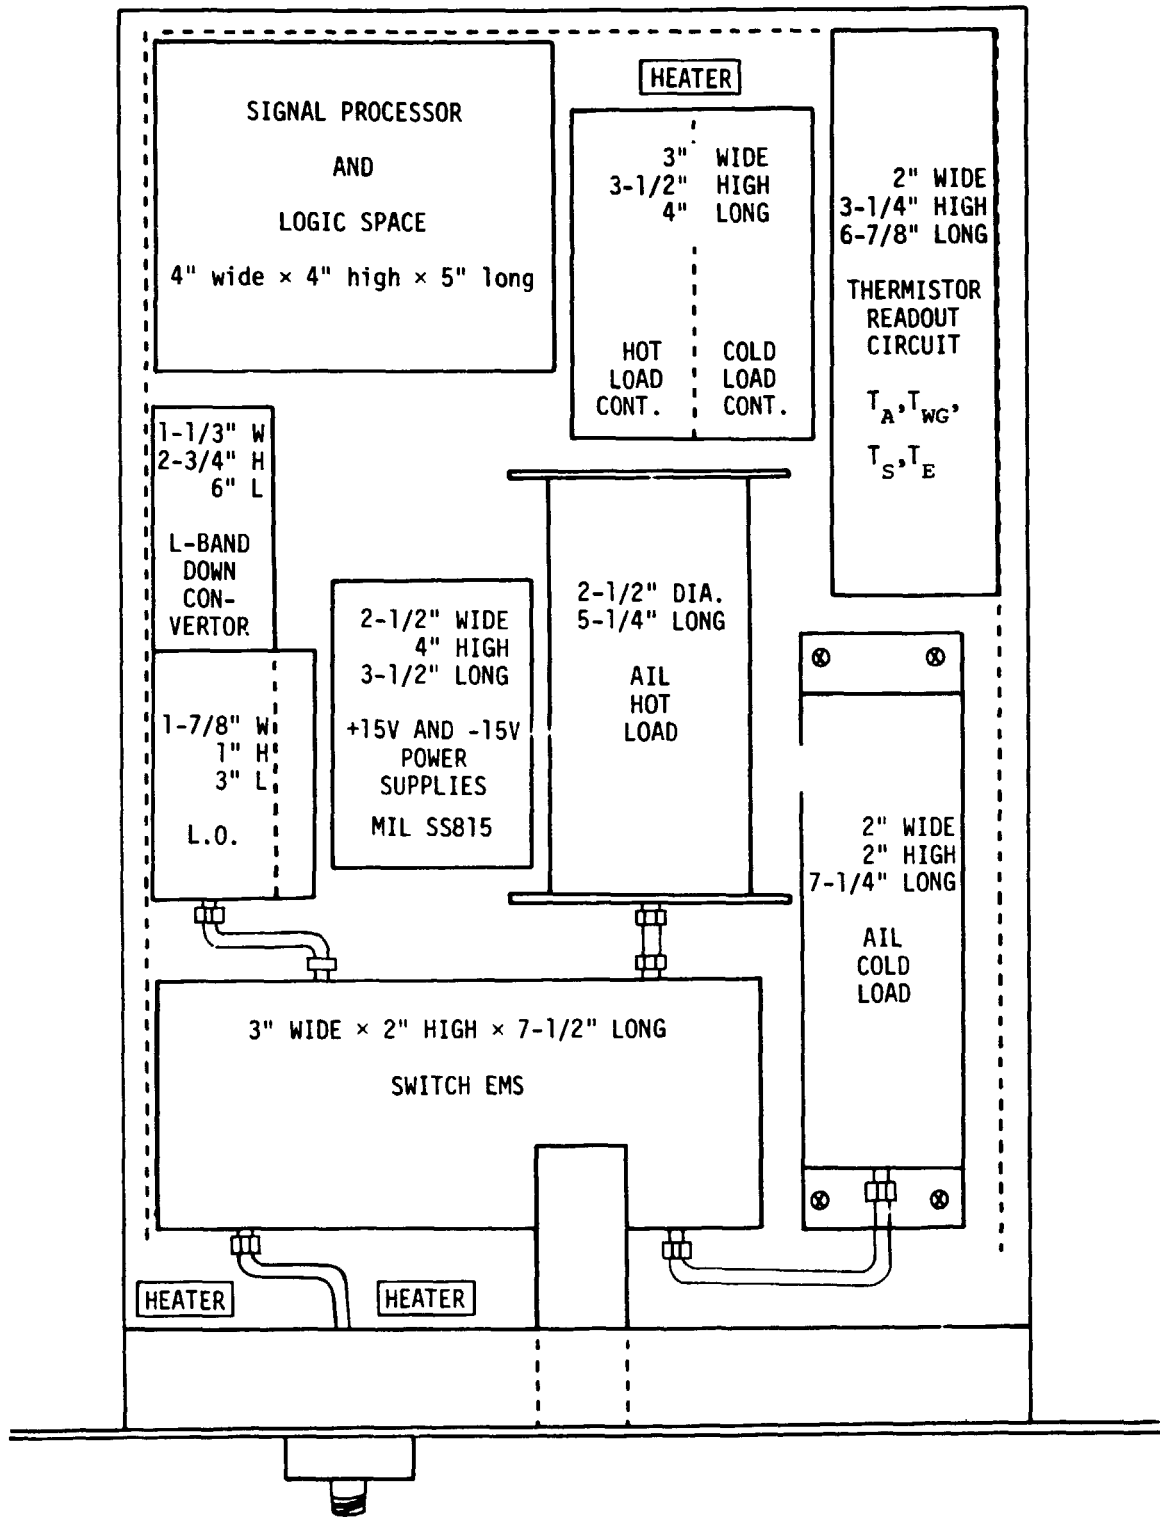 SIGNAL PROCESSOR
AND
LOGIC SPACE
4" wide × 4" high × 5" long
HEATER
3" WIDE
3-1/2" HIGH
4" LONG
HOT
LOAD
CONT.
COLD
LOAD
CONT.
2" WIDE
3-1/4" HIGH
6-7/8" LONG
THERMISTOR
READOUT
CIRCUIT
T_A, T_WG,
T_S, T_E
1-1/3" W
2-3/4" H
6" L
L-BAND
DOWN
CON-
VERTOR
1-7/8" W
1" H
3" L
L.O.
2-1/2" WIDE
4" HIGH
3-1/2" LONG
+15V AND -15V
POWER
SUPPLIES
MIL SS815
2-1/2" DIA.
5-1/4" LONG
AIL
HOT
LOAD
2" WIDE
2" HIGH
7-1/4" LONG
AIL
COLD
LOAD
3" WIDE × 2" HIGH × 7-1/2" LONG
SWITCH EMS
HEATER
HEATER